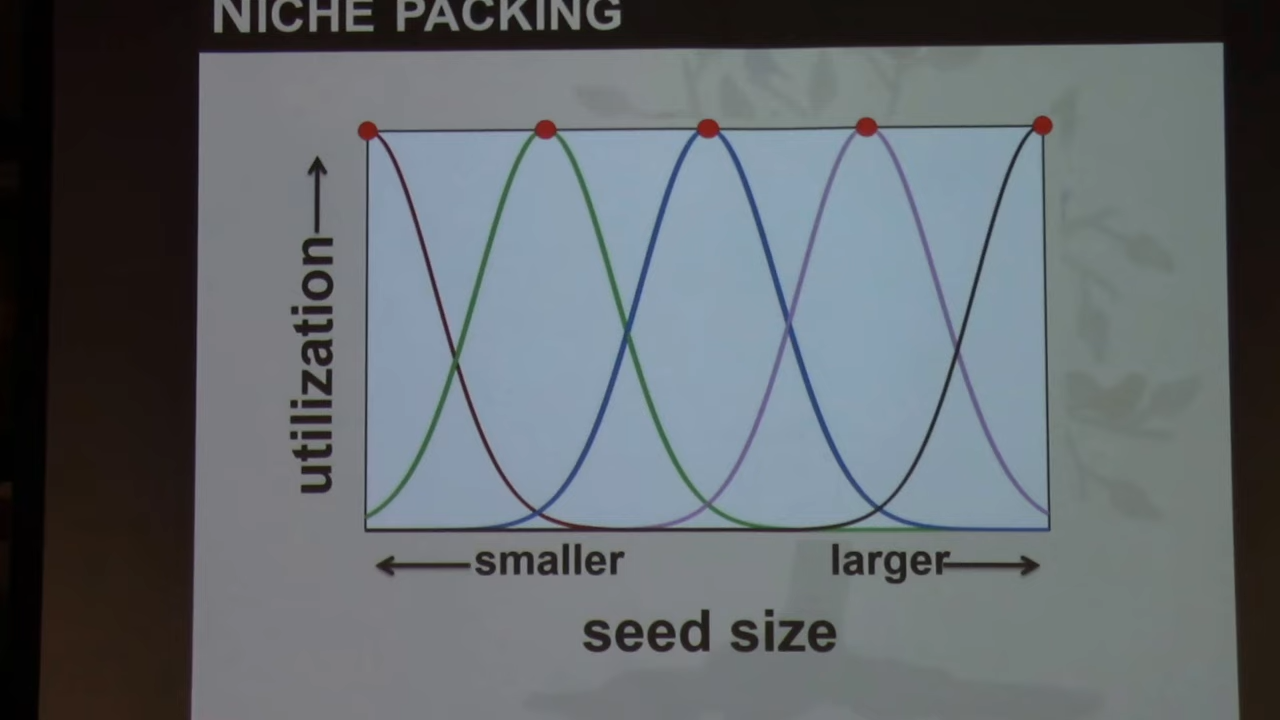 NICHE PACKING
utilization
smaller
larger
seed size